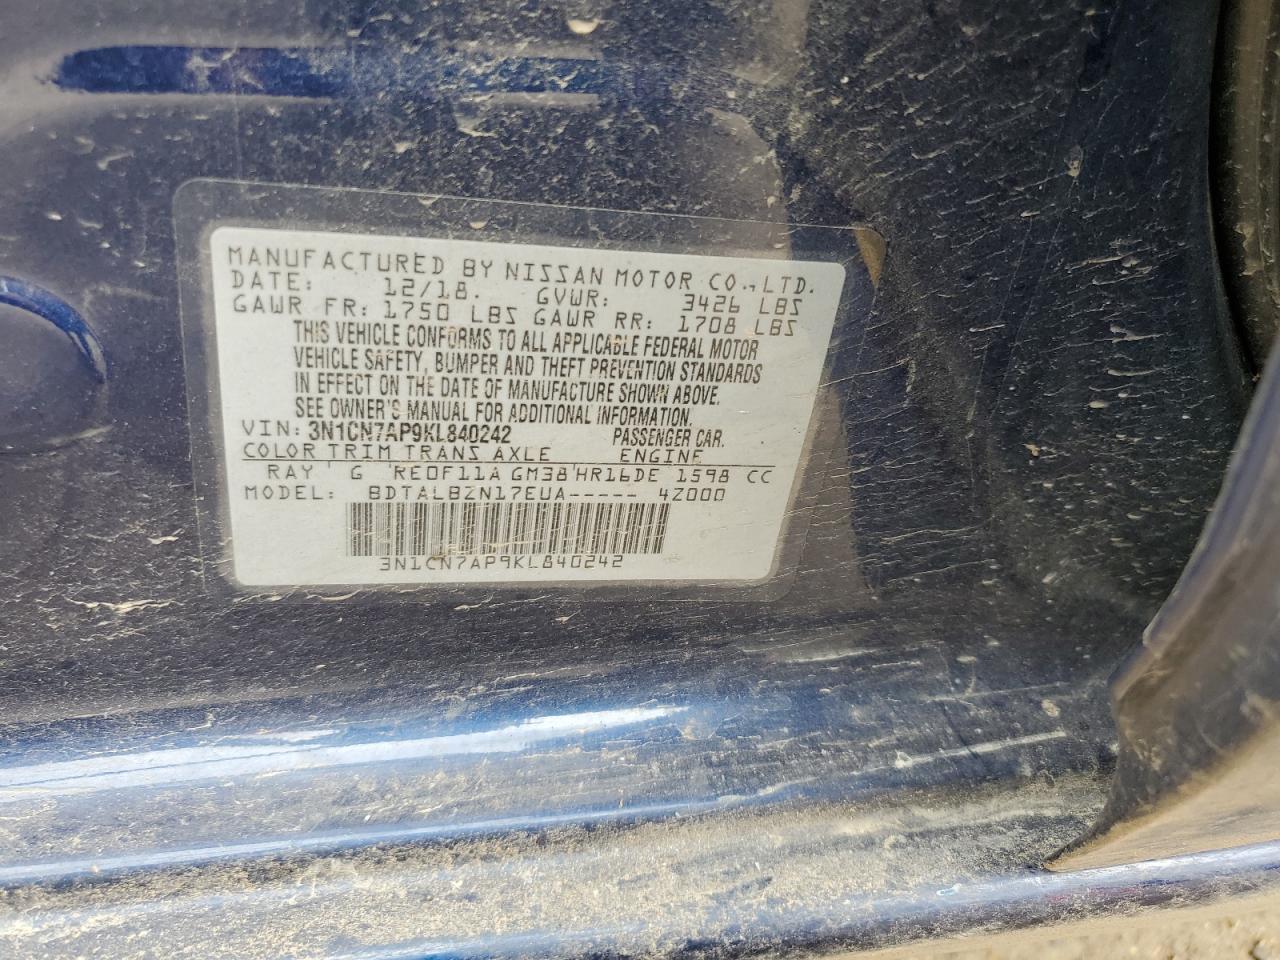 MANUFACTURED BY NISSAN MOTOR CO., LTD.
DATE: 12/18. GVWR: 3426 LBS
GAWR FR: 1750 LBS GAWR RR: 1708 LBS
THIS VEHICLE CONFORMS TO ALL APPLICABLE FEDERAL MOTOR
VEHICLE SAFETY, BUMPER AND THEFT PREVENTION STANDARDS
IN EFFECT ON THE DATE OF MANUFACTURE SHOWN ABOVE.
SEE OWNER'S MANUAL FOR ADDITIONAL INFORMATION.
VIN: 3N1CN7AP9KL840242 PASSENGER CAR.
COLOR TRIM TRANS AXLE ENGINE
RAY G RE0F11A GM38 HR16DE 1598 CC
MODEL: BDTALBZN17EUA------ 4Z000
3N1CN7AP9KL840242